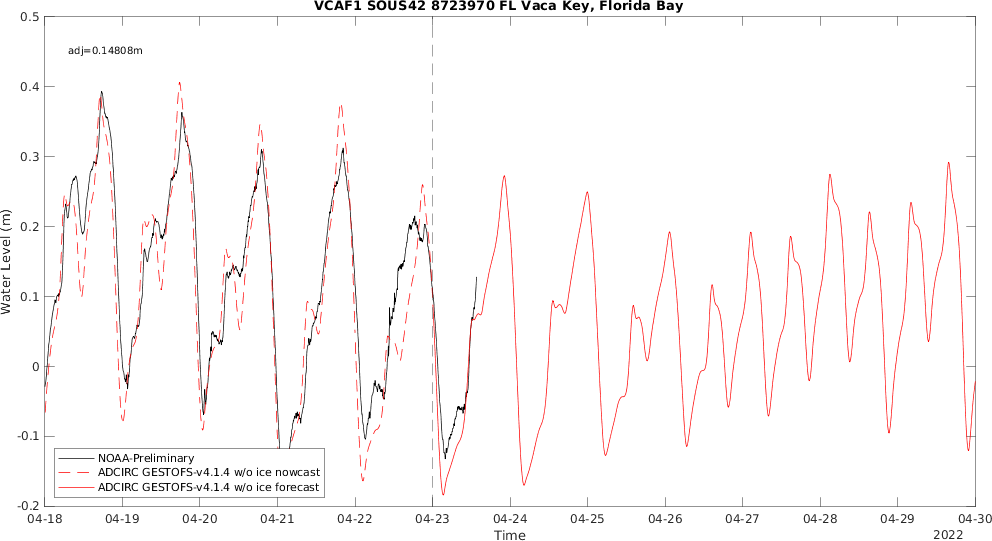 VCAF1 SOUS42 8723970 FL Vaca Key, Florida Bay
adj=0.14808m
0.5
0.4
0.3
0.2
0.1
0
-0.1
-0.2
Water Level (m)
NOAA-Preliminary
ADCIRC GESTOFS-v4.1.4 w/o ice nowcast
ADCIRC GESTOFS-v4.1.4 w/o ice forecast
04-18 04-19 04-20 04-21 04-22 04-23 04-24 04-25 04-26 04-27 04-28 04-29 04-30
Time
2022